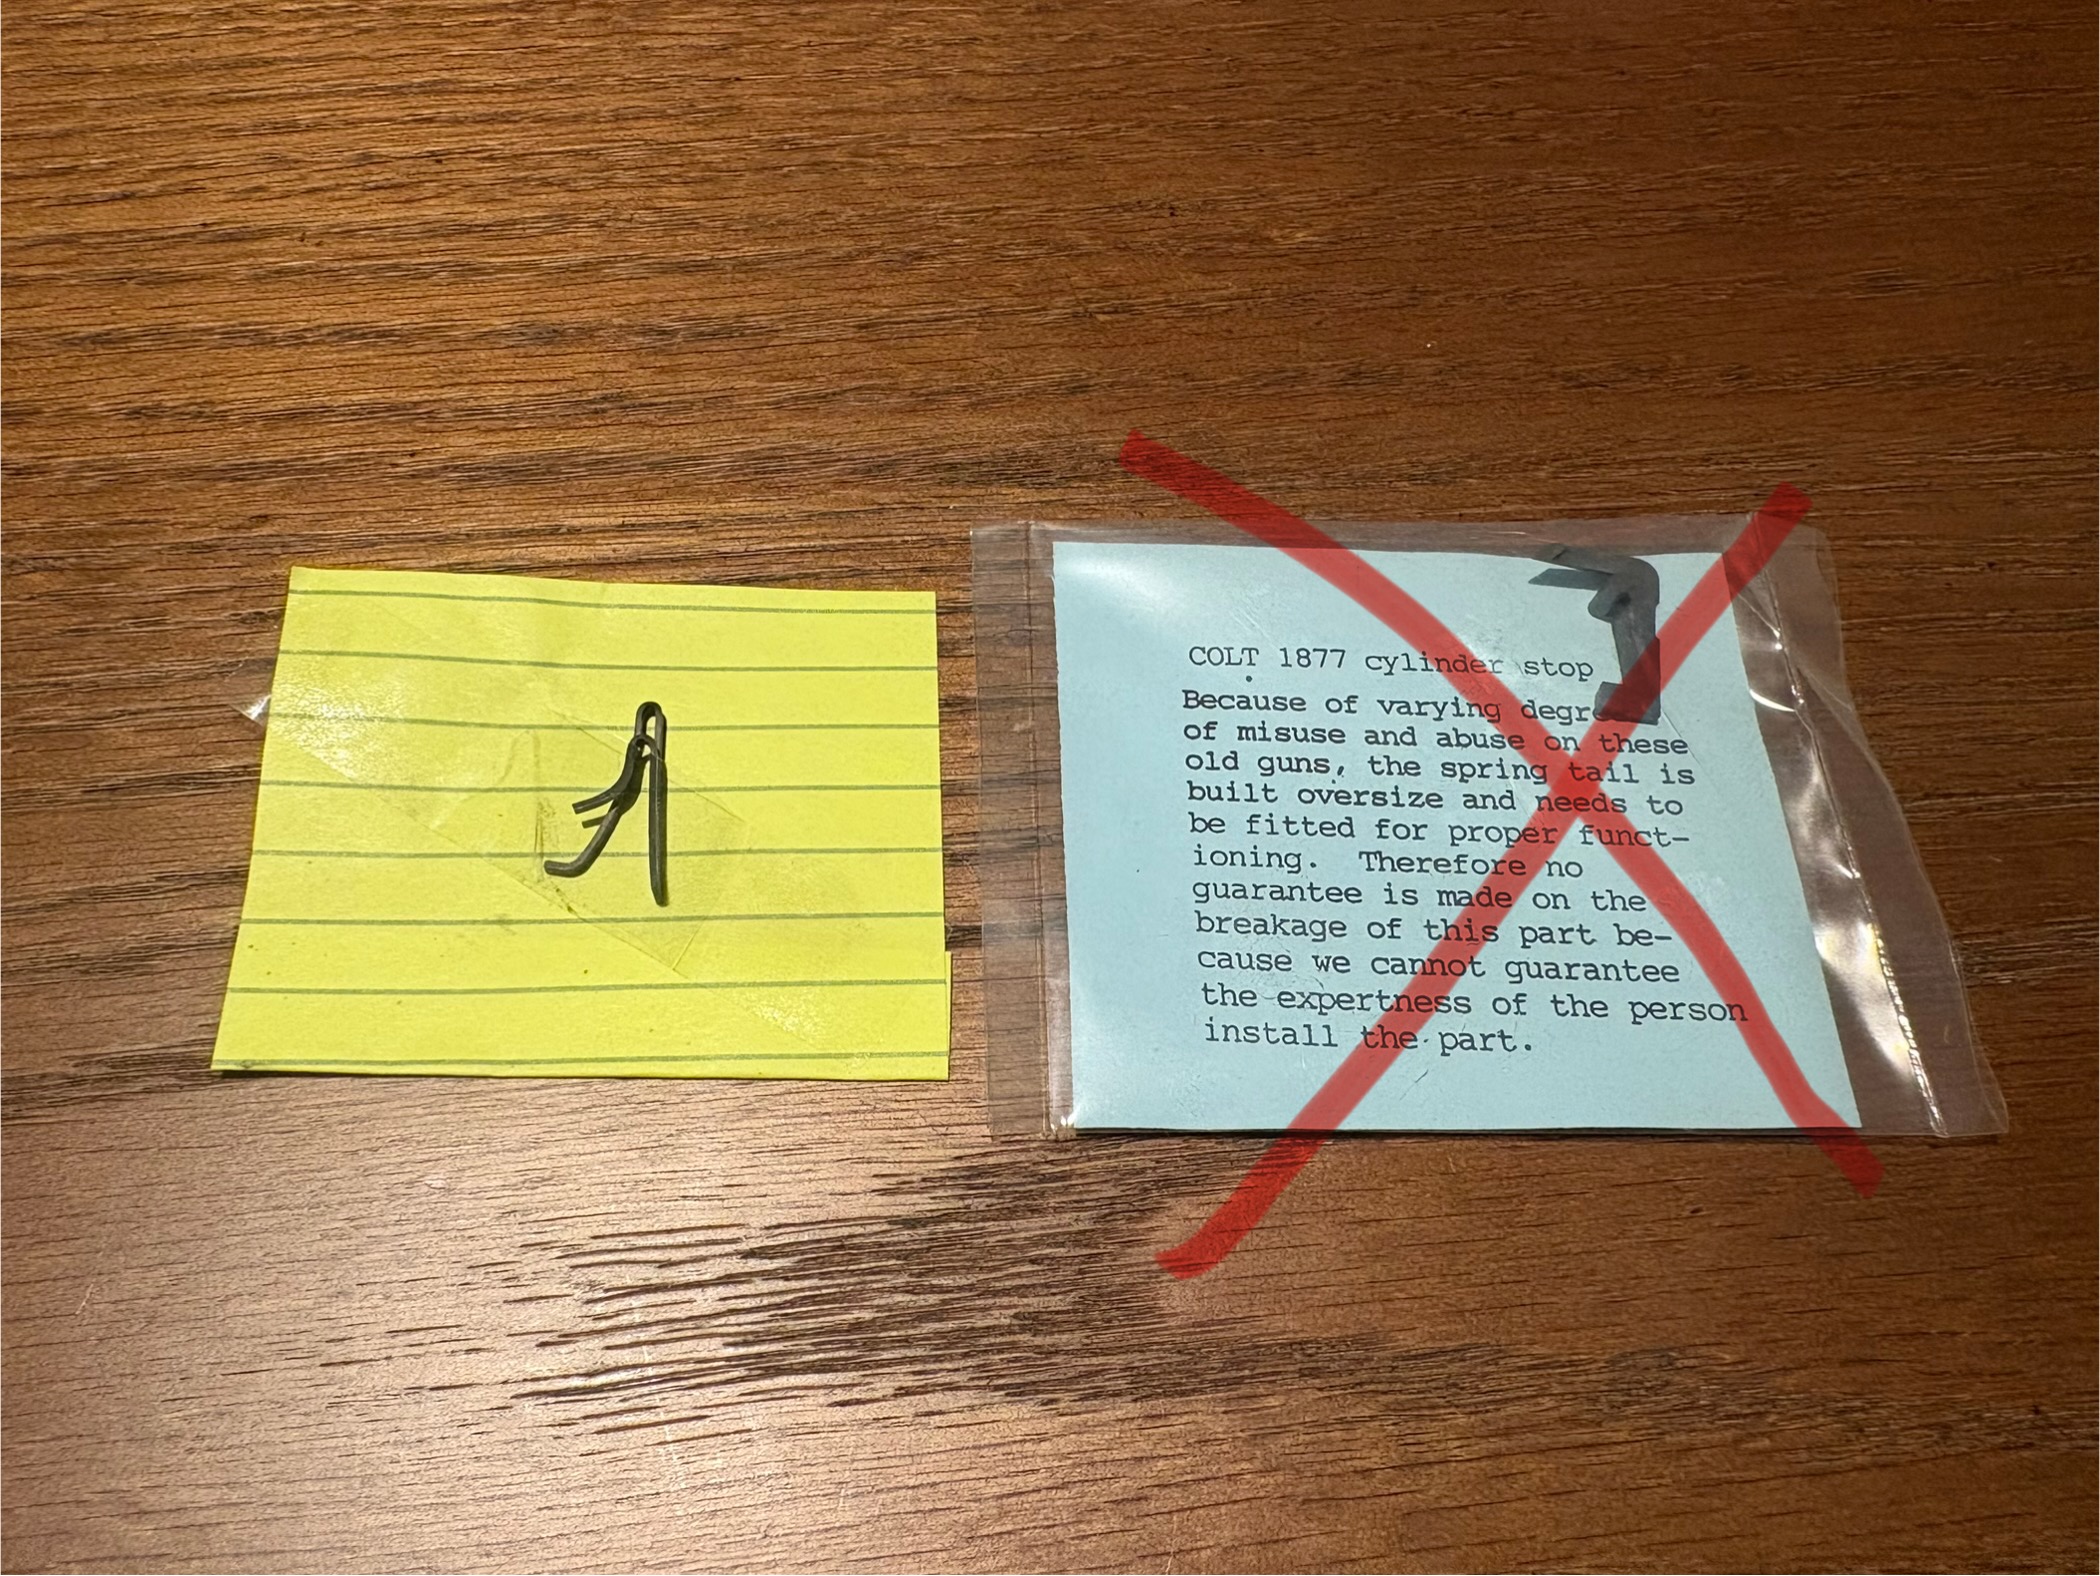 COLT 1877 cylinder stop
Because of varying
of misuse and abuse on these
old guns, the spring tail is
built oversize and needs to
be fitted for proper funct-
ioning. Therefore no
guarantee is made on the
breakage of this part be-
cause we cannot guarantee
the expertness of the person
install the part.